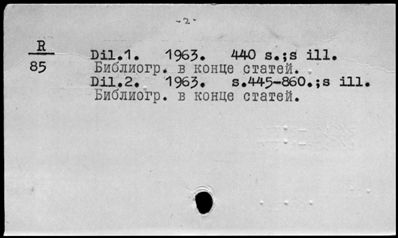 -2-
R
85
Dil.1. 1963. 440 s.;s ill.
Библиогр. в конце статей.
Dil.2. 1963. s.445-860.;s ill.
Библиогр. в конце статей.